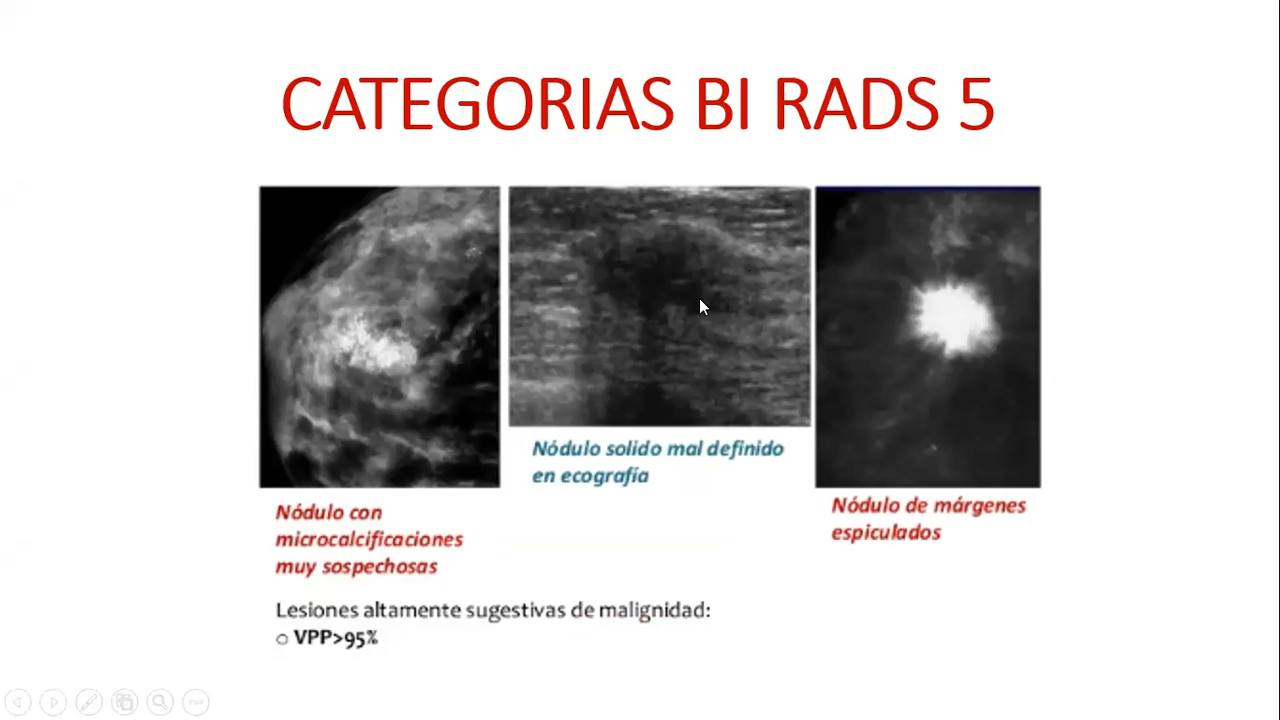 CATEGORIAS BI RADS 5
Nódulo con
microcalcificaciones
muy sospechosas
Nódulo solido mal definido
en ecografía
Nódulo de márgenes
espiculados
Lesiones altamente sugestivas de malignidad:
○ VPP>95%